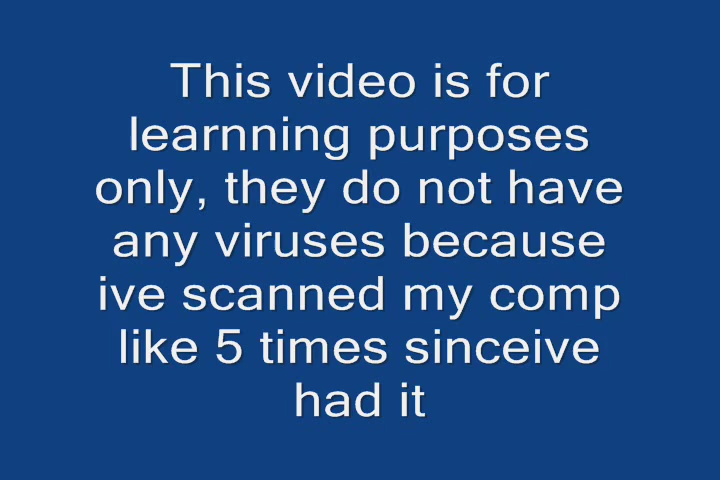 This video is for
learnning purposes
only, they do not have
any viruses because
ive scanned my comp
like 5 times sinceive
had it